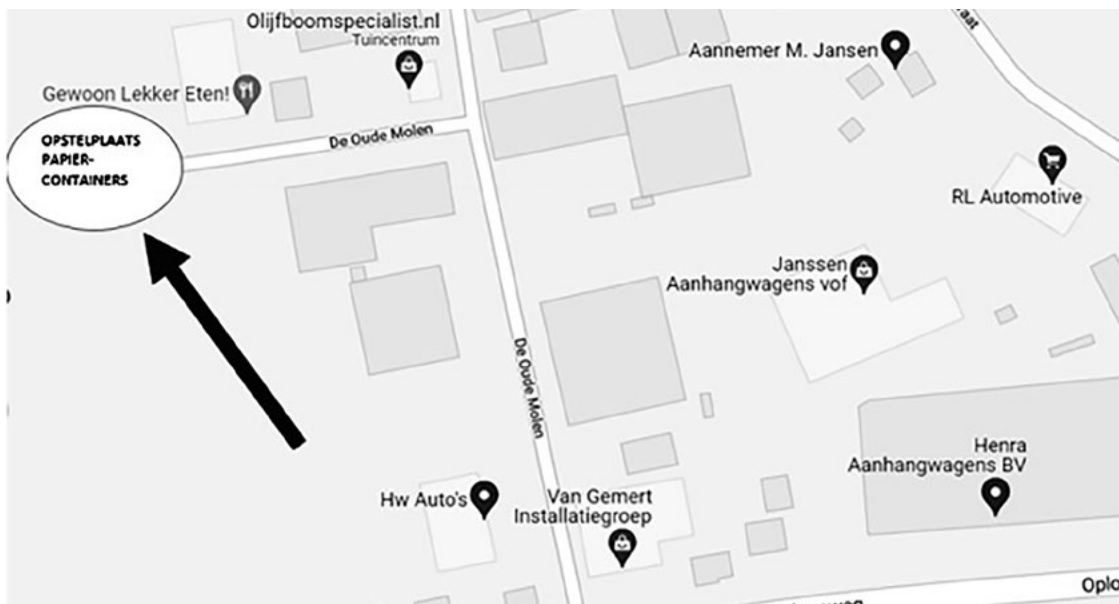 Olijfboomspecialist.nl
Tuincentrum
Aannemer M. Jansen
Gewoon Lekker Eten!
OPSTELPLAATS
PAPIER-
CONTAINERS
De Oude Molen
RL Automotive
Janssen
Aanhangwagens vof
De Oude Molen
Henra
Aanhangwagens BV
Hw Auto's
Van Gemert
Installatiegroep